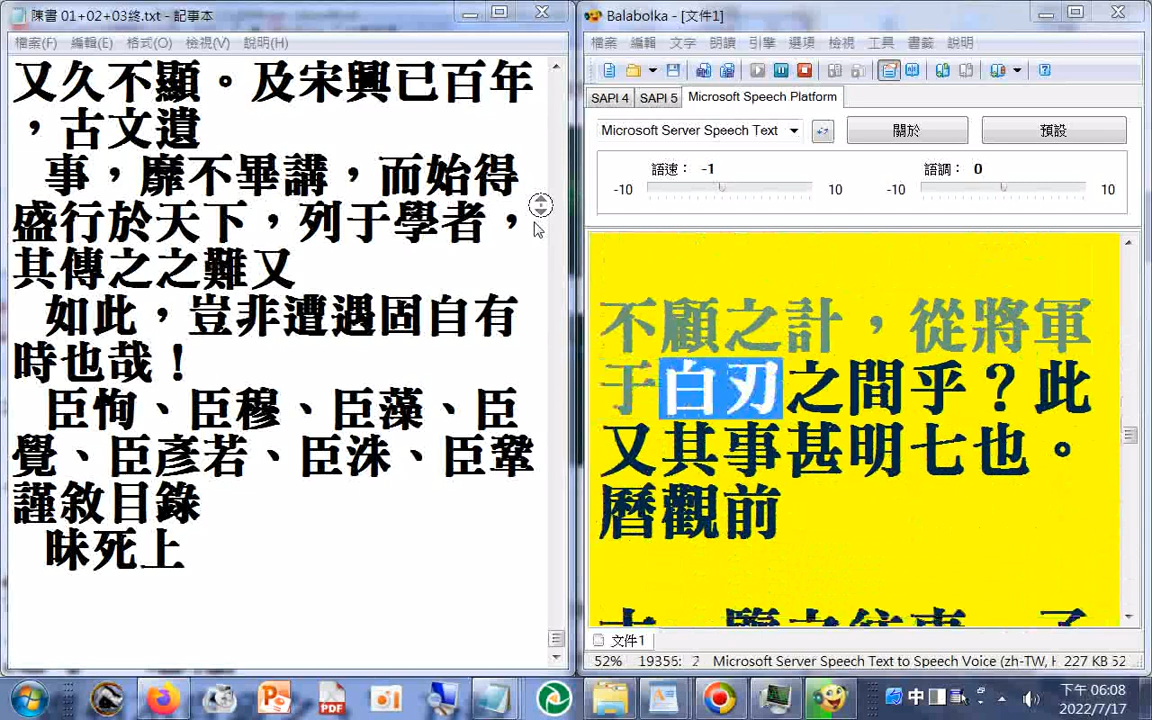 陳書 01+02+03終.txt - 記事本
檔案(F) 編輯(E) 格式(O) 檢視(V) 說明(H)
又久不顯。及宋興已百年
，古文遺
事，靡不畢講，而始得
盛行於天下，列于學者，
其傳之之難又
如此，豈非遭遇固自有
時也哉！
臣恂、臣穆、臣藻、臣
覺、臣彥若、臣洙、臣鞏
謹敘目錄
昧死上
Balabolka - [文件1]
檔案 編輯 文字 朗讀 引擎 選項 檢視 工具 書籤 說明
SAPI 4 SAPI 5 Microsoft Speech Platform
Microsoft Server Speech Text 關於 預設
語速： -1 語調： 0
-10 10 -10 10
不顧之計，從將軍
于白刃之間乎？此
又其事甚明七也。
曆觀前
文件1
52% 19355: 2 Microsoft Server Speech Text to Speech Voice (zh-TW, H 227 KB 52
中
下午 06:08
2022/7/17